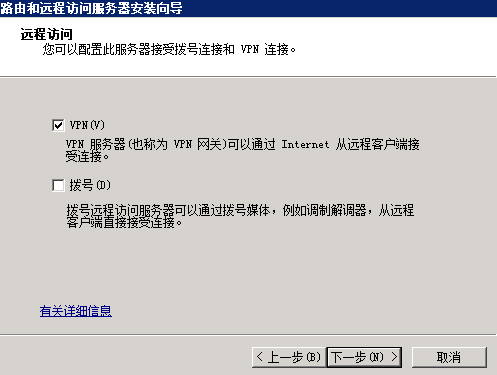 路由和远程访问服务器安装向导
远程访问
您可以配置此服务器接受拨号连接和 VPN 连接。
VPN(V)
VPN 服务器(也称为 VPN 网关)可以通过 Internet 从远程客户端接
受连接。
拨号(D)
拨号远程访问服务器可以通过拨号媒体，例如调制解调器，从远程
客户端直接接受连接。
有关详细信息
< 上一步(B) 下一步(N) > 取消